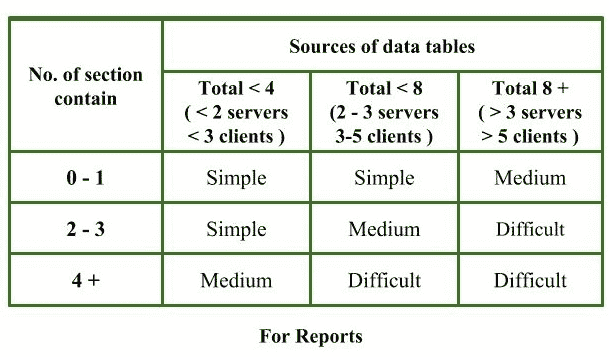 No. of section
contain
Sources of data tables
Total < 4
( < 2 servers
< 3 clients )
Total < 8
(2 - 3 servers
3-5 clients )
Total 8 +
( > 3 servers
> 5 clients )
0 - 1
Simple
Simple
Medium
2 - 3
Simple
Medium
Difficult
4 +
Medium
Difficult
Difficult
For Reports